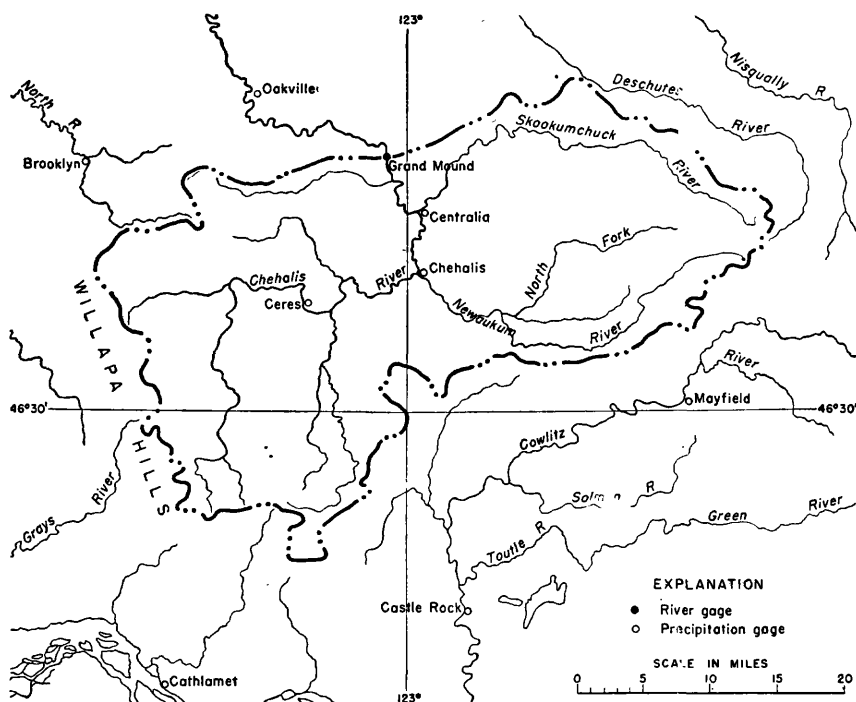 123°
Nisqually R
Deschutes
River
Oakville
North R
Skookumchuck
River
Brooklyn
Grand Mound
Centralia
North Fork
Chehalis
Chehalis River
Ceres
Newaukum
River
WILLAPA
HILLS
River
Mayfield
46°30'
46°30'
Cowlitz
Grays River
R
Green River
Toutle R
EXPLANATION
River gage
Precipitation gage
Castle Rock
SCALE IN MILES
0 5 10 15 20
Cathlamet
123°